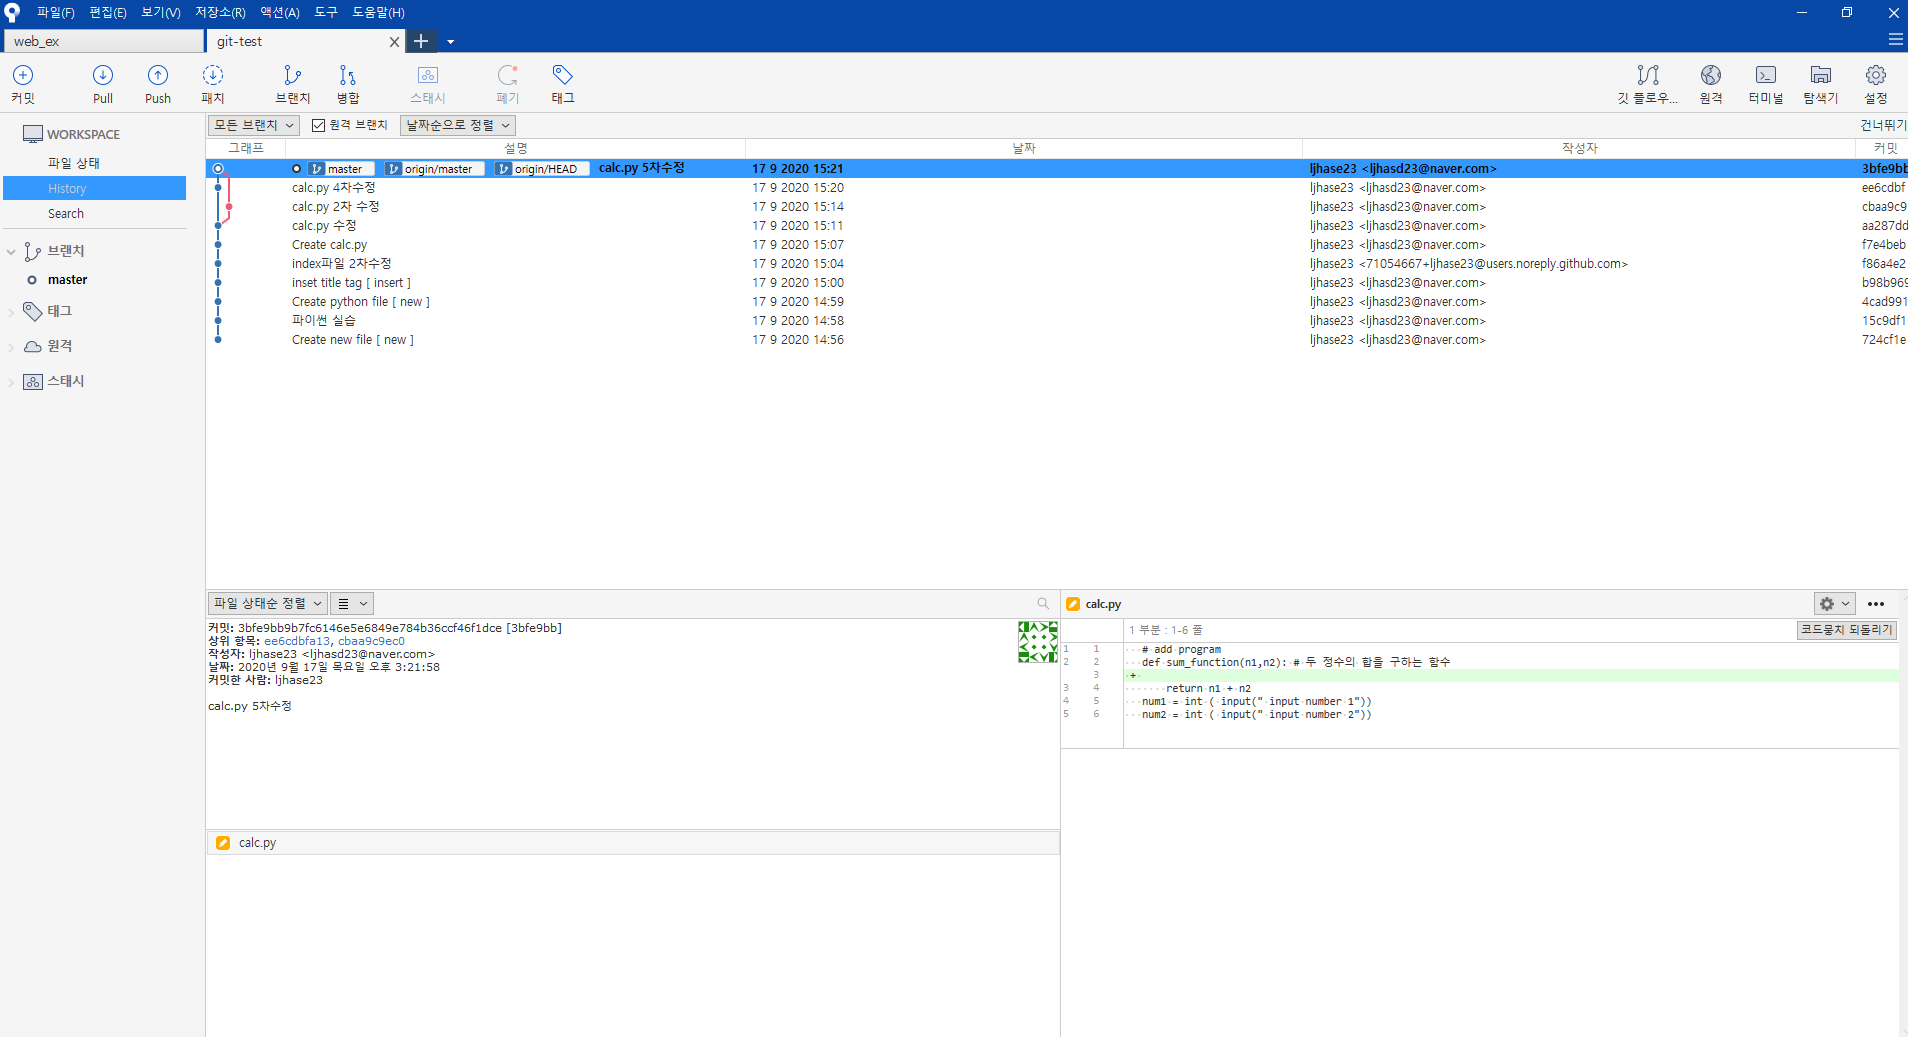 파일(F) 편집(E) 보기(V) 저장소(R) 액션(A) 도구 도움말(H)
web_ex git-test
커밋 Pull Push 패치 브랜치 병합 스태시 폐기 태그 깃 플로우... 원격 터미널 탐색기 설정
WORKSPACE
파일 상태
History
Search
브랜치
master
태그
원격
스태시
모든 브랜치 원격 브랜치 날짜순으로 정렬 건너뛰기
그래프 설명 날짜 작성자 커밋
master origin/master origin/HEAD calc.py 5차수정 17 9 2020 15:21 ljhase23 <ljhasd23@naver.com> 3bfe9bb
calc.py 4차수정 17 9 2020 15:20 ljhase23 <ljhasd23@naver.com> ee6cdbf
calc.py 2차 수정 17 9 2020 15:14 ljhase23 <ljhasd23@naver.com> cbaa9c9
calc.py 수정 17 9 2020 15:11 ljhase23 <ljhasd23@naver.com> aa287dd
Create calc.py 17 9 2020 15:07 ljhase23 <ljhasd23@naver.com> f7e4beb
index파일 2차수정 17 9 2020 15:04 ljhase23 <71054667+ljhase23@users.noreply.github.com> f86a4e2
inset title tag [ insert ] 17 9 2020 15:00 ljhase23 <ljhasd23@naver.com> b98b969
Create python file [ new ] 17 9 2020 14:59 ljhase23 <ljhasd23@naver.com> 4cad991
파이썬 실습 17 9 2020 14:58 ljhase23 <ljhasd23@naver.com> 15c9df1
Create new file [ new ] 17 9 2020 14:56 ljhase23 <ljhasd23@naver.com> 724cf1e
파일 상태순 정렬
커밋: 3bfe9bb9b7fc6146e5e6849e784b36ccf46f1dce [3bfe9bb]
상위 항목: ee6cdbfa13, cbaa9c9ec0
작성자: ljhase23 <ljhasd23@naver.com>
날짜: 2020년 9월 17일 목요일 오후 3:21:58
커밋한 사람: ljhase23
calc.py 5차수정
calc.py
calc.py
1 부분 : 1-6 줄 코드뭉치 되돌리기
1 1 # add program
2 2 def sum_function(n1,n2): # 두 정수의 합을 구하는 함수
3 +
3 4 return n1 + n2
4 5 num1 = int ( input(" input number 1"))
5 6 num2 = int ( input(" input number 2"))